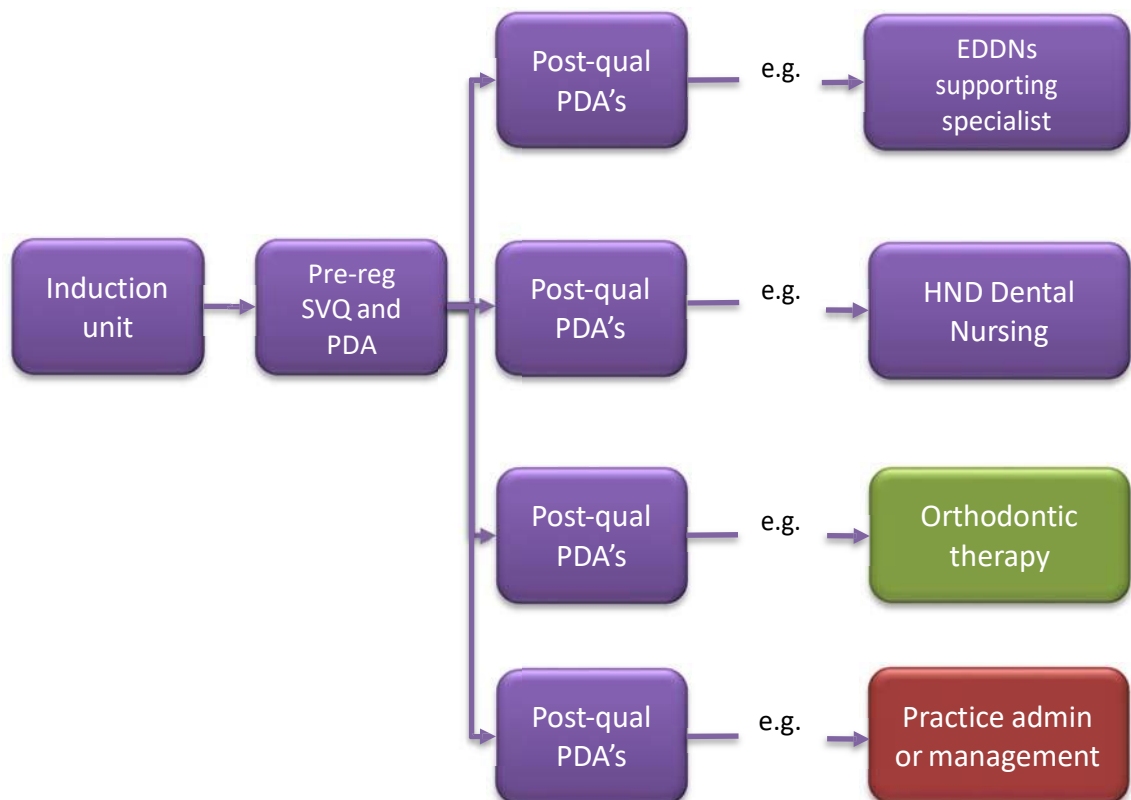 Post-qual
PDA's
e.g.
EDDNs
supporting
specialist
Induction
unit
Pre-reg
SVQ and
PDA
Post-qual
PDA's
e.g.
HND Dental
Nursing
Post-qual
PDA's
e.g.
Orthodontic
therapy
Post-qual
PDA's
e.g.
Practice admin
or management